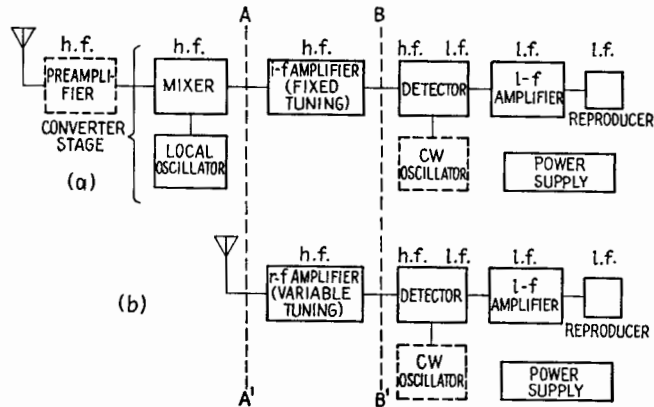 A B
h.f. h.f. h.f. h.f. l.f. l.f. l.f.
PREAMPLI-
FIER
MIXER
i-f AMPLIFIER
(FIXED
TUNING)
DETECTOR
l-f
AMPLIFIER
REPRODUCER
CONVERTER
STAGE
LOCAL
OSCILLATOR
CW
OSCILLATOR
POWER
SUPPLY
(a)
h.f. h.f. l.f. l.f. l.f.
r-f AMPLIFIER
(VARIABLE
TUNING)
DETECTOR
l-f
AMPLIFIER
REPRODUCER
(b)
CW
OSCILLATOR
POWER
SUPPLY
A' B'